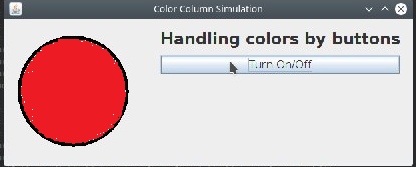 Color Column Simulation
Handling colors by buttons
Turn On/Off